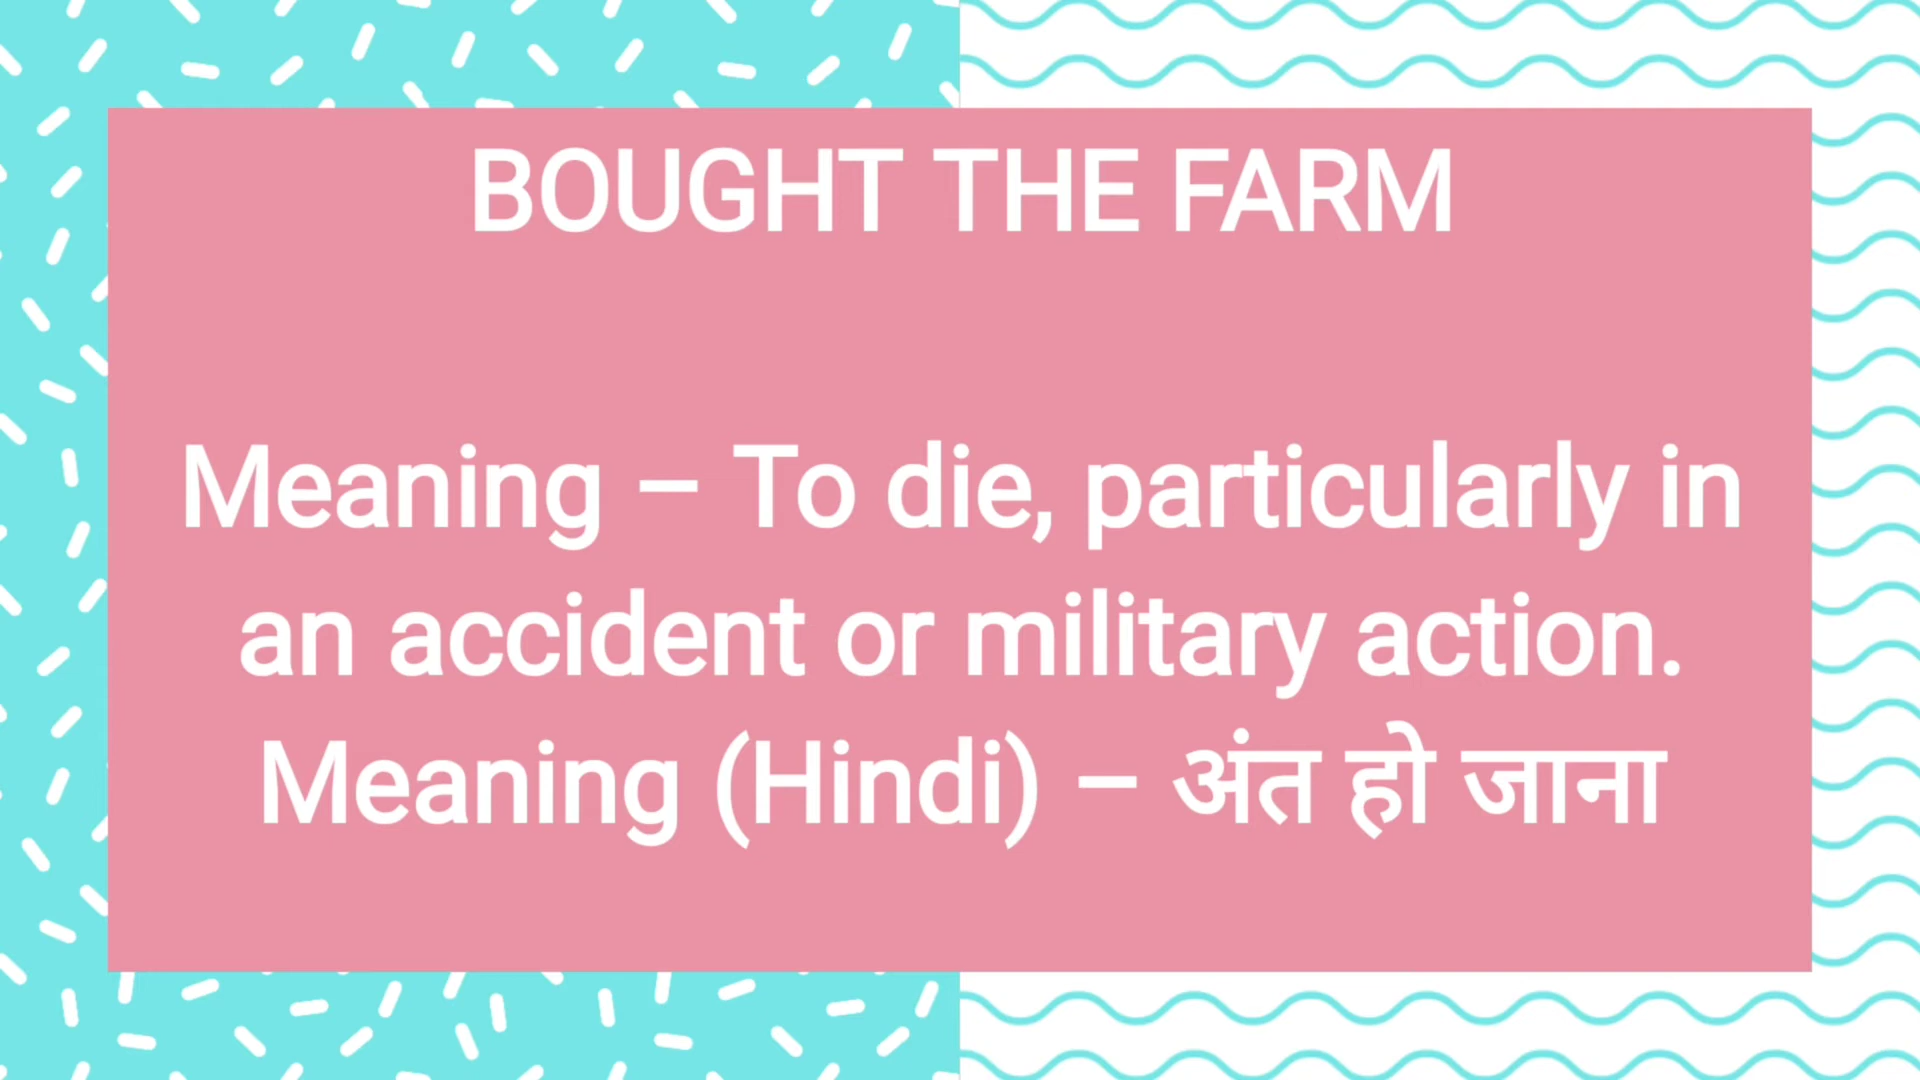 BOUGHT THE FARM
Meaning – To die, particularly in
an accident or military action.
Meaning (Hindi) – अंत हो जाना